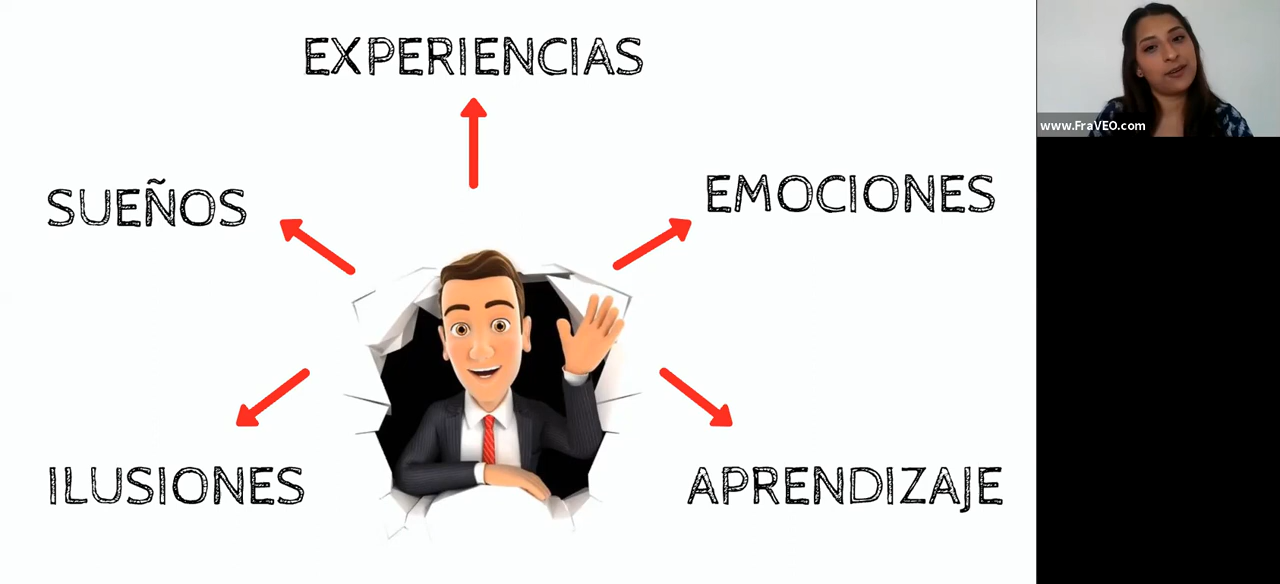 EXPERIENCIAS
www.FraVEO.com
SUEÑOS
EMOCIONES
ILUSIONES
APRENDIZAJE